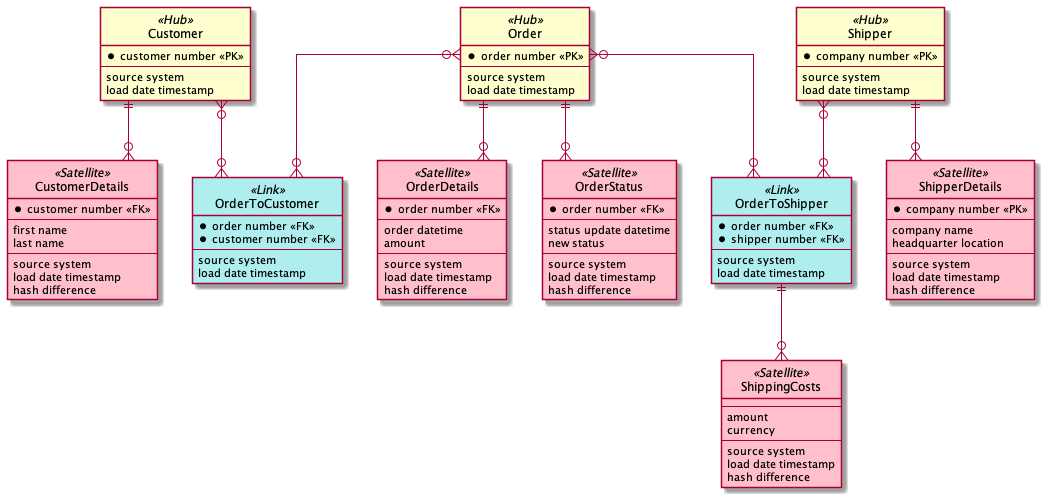 «Hub»
Customer
customer number «PK»
source system
load date timestamp
«Hub»
Order
order number «PK»
source system
load date timestamp
«Hub»
Shipper
company number «PK»
source system
load date timestamp
«Satellite»
CustomerDetails
customer number «FK»
first name
last name
source system
load date timestamp
hash difference
«Link»
OrderToCustomer
order number «FK»
customer number «FK»
source system
load date timestamp
«Satellite»
OrderDetails
order number «FK»
order datetime
amount
source system
load date timestamp
hash difference
«Satellite»
OrderStatus
order number «FK»
status update datetime
new status
source system
load date timestamp
hash difference
«Link»
OrderToShipper
order number «FK»
shipper number «FK»
source system
load date timestamp
«Satellite»
ShipperDetails
company number «PK»
company name
headquarter location
source system
load date timestamp
hash difference
«Satellite»
ShippingCosts
amount
currency
source system
load date timestamp
hash difference